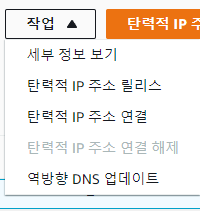 작업 ▲
탄력적 IP 주
세부 정보 보기
탄력적 IP 주소 릴리스
탄력적 IP 주소 연결
탄력적 IP 주소 연결 해제
역방향 DNS 업데이트